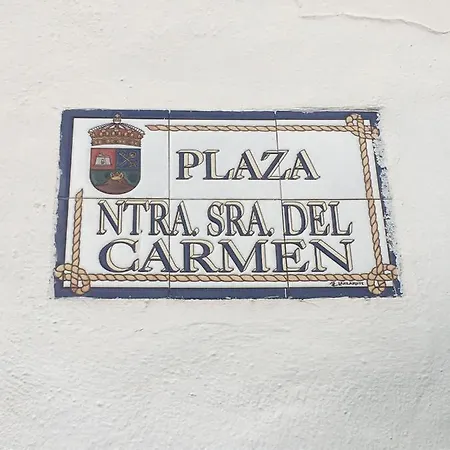 PLAZA
NTRA. SRA. DEL
CARMEN